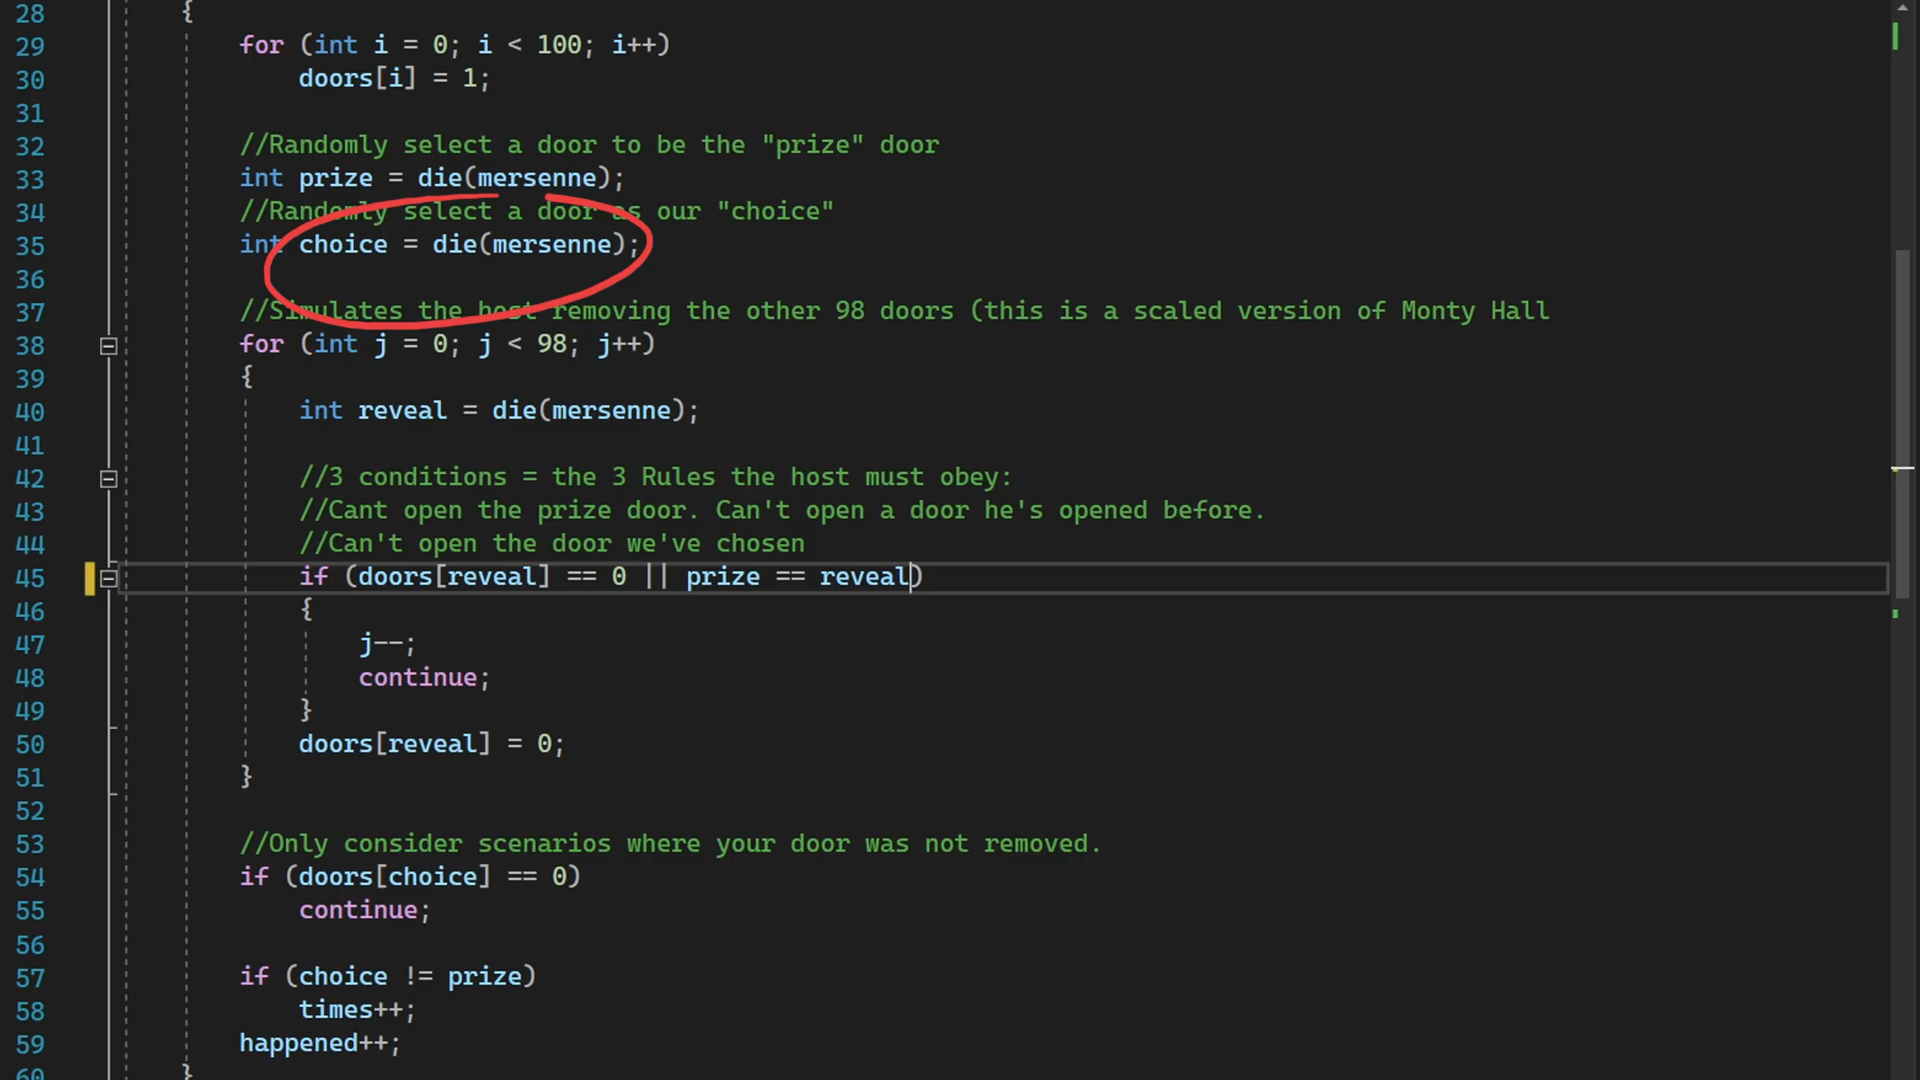 28 {
29 for (int i = 0; i < 100; i++)
30 doors[i] = 1;
31
32 //Randomly select a door to be the "prize" door
33 int prize = die(mersenne);
34 //Randomly select a door as our "choice"
35 int choice = die(mersenne);
36
37 //Simulates the host removing the other 98 doors (this is a scaled version of Monty Hall
38 for (int j = 0; j < 98; j++)
39 {
40 int reveal = die(mersenne);
41
42 //3 conditions = the 3 Rules the host must obey:
43 //Cant open the prize door. Can't open a door he's opened before.
44 //Can't open the door we've chosen
45 if (doors[reveal] == 0 || prize == reveal)
46 {
47 j--;
48 continue;
49 }
50 doors[reveal] = 0;
51 }
52
53 //Only consider scenarios where your door was not removed.
54 if (doors[choice] == 0)
55 continue;
56
57 if (choice != prize)
58 times++;
59 happened++;
60 }